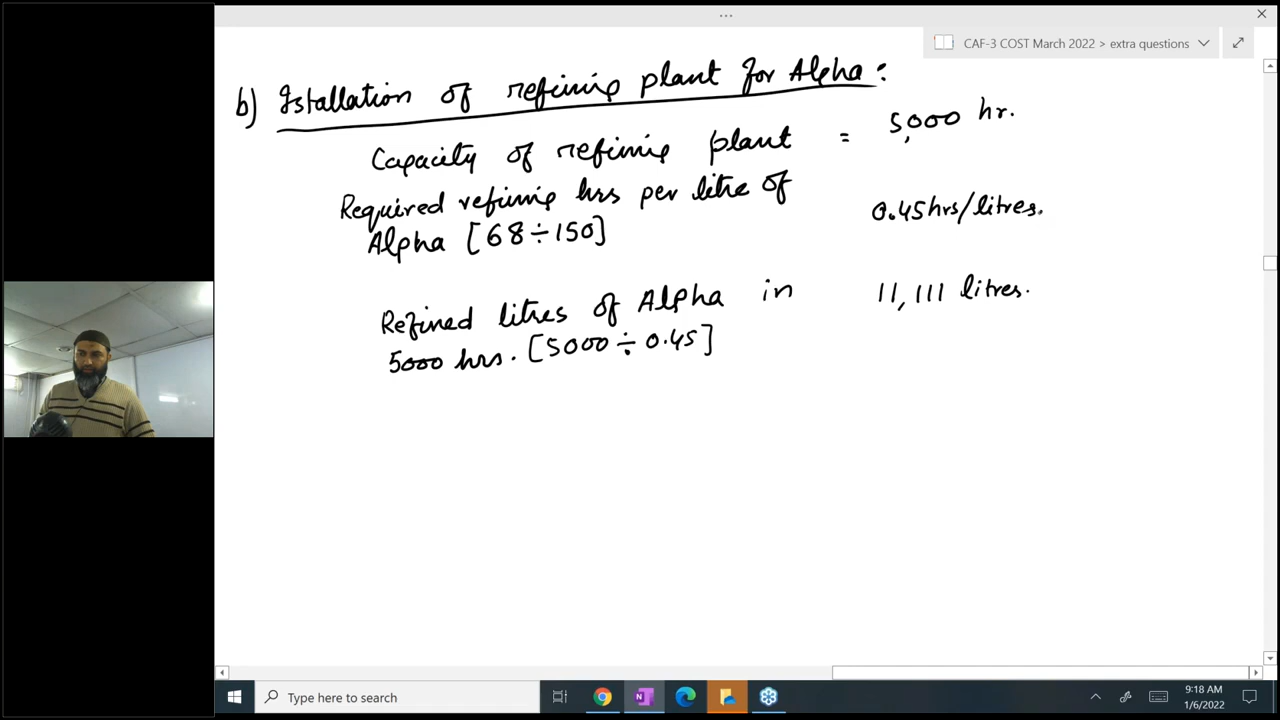 CAF-3 COST March 2022 > extra questions
b) Istallation of refining plant for Alpha :
Capacity of refining plant = 5,000 hr.
Required refining hrs per litre of
Alpha [68 ÷ 150] 0.45 hrs/litres.
Refined litres of Alpha in 11,111 litres.
5000 hrs. [5000 ÷ 0.45]
Type here to search
9:18 AM
1/6/2022